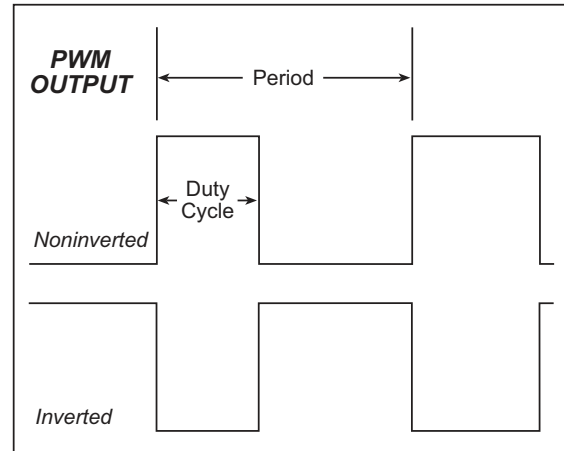 PWM
OUTPUT
Period
Duty
Cycle
Noninverted
Inverted